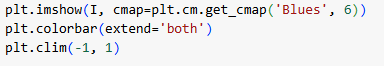 plt.imshow(I, cmap=plt.cm.get_cmap('Blues', 6))
plt.colorbar(extend='both')
plt.clim(-1, 1)